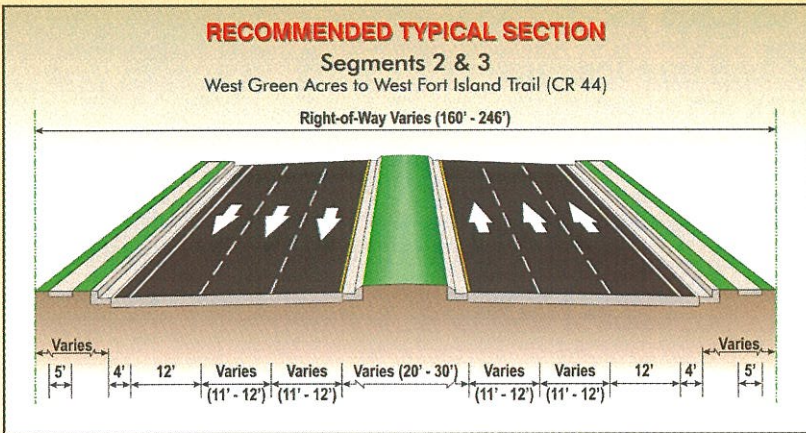 RECOMMENDED TYPICAL SECTION
Segments 2 & 3
West Green Acres to West Fort Island Trail (CR 44)
Right-of-Way Varies (160' - 246')
Varies Varies
5' 4' 12' Varies Varies Varies (20' - 30') Varies Varies 12' 4' 5'
(11' - 12') (11' - 12') (11' - 12') (11' - 12')